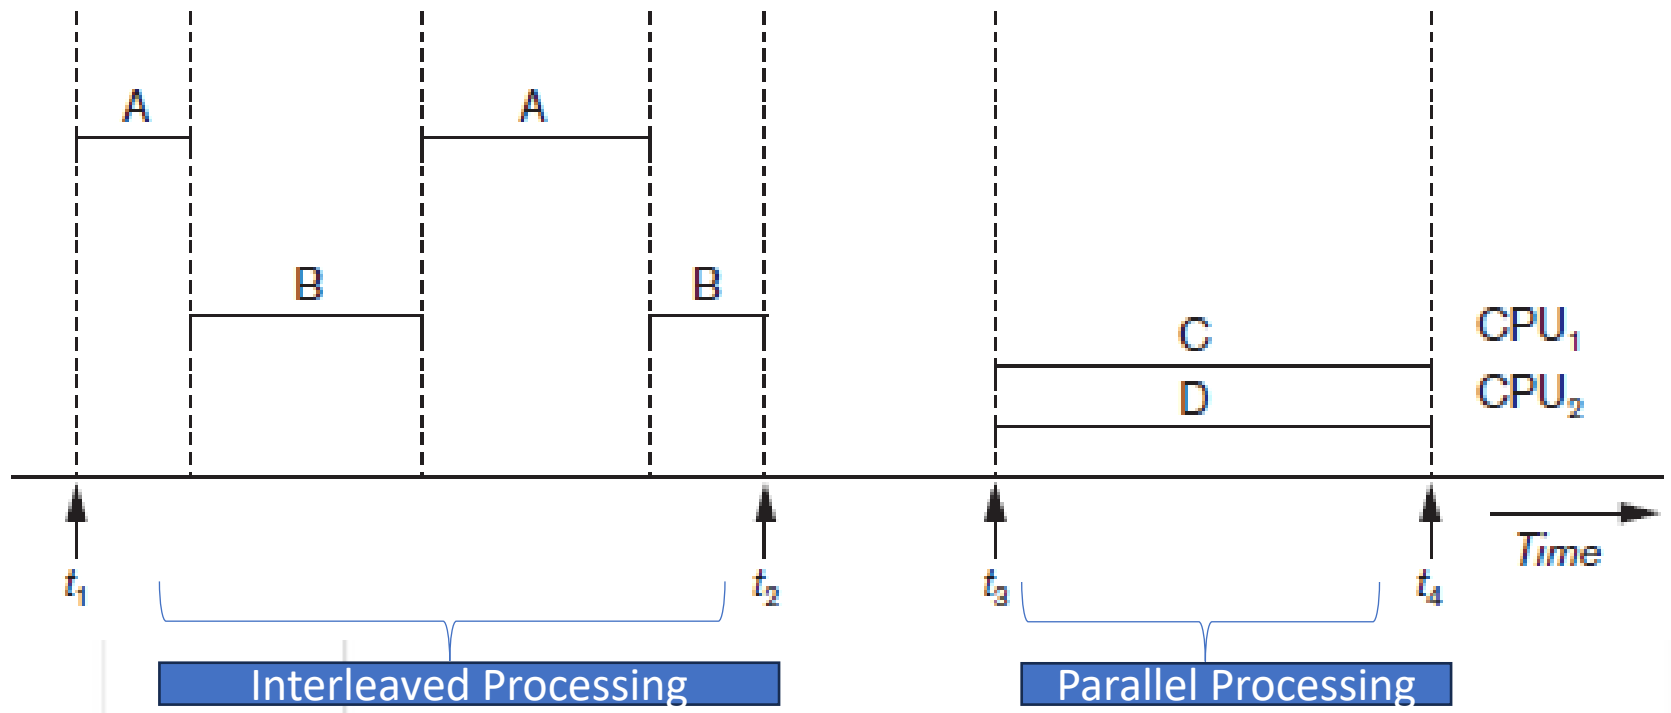 A
A
B
B
C
CPU₁
D
CPU₂
t₁
t₂
t₃
t₄
Time
Interleaved Processing
Parallel Processing